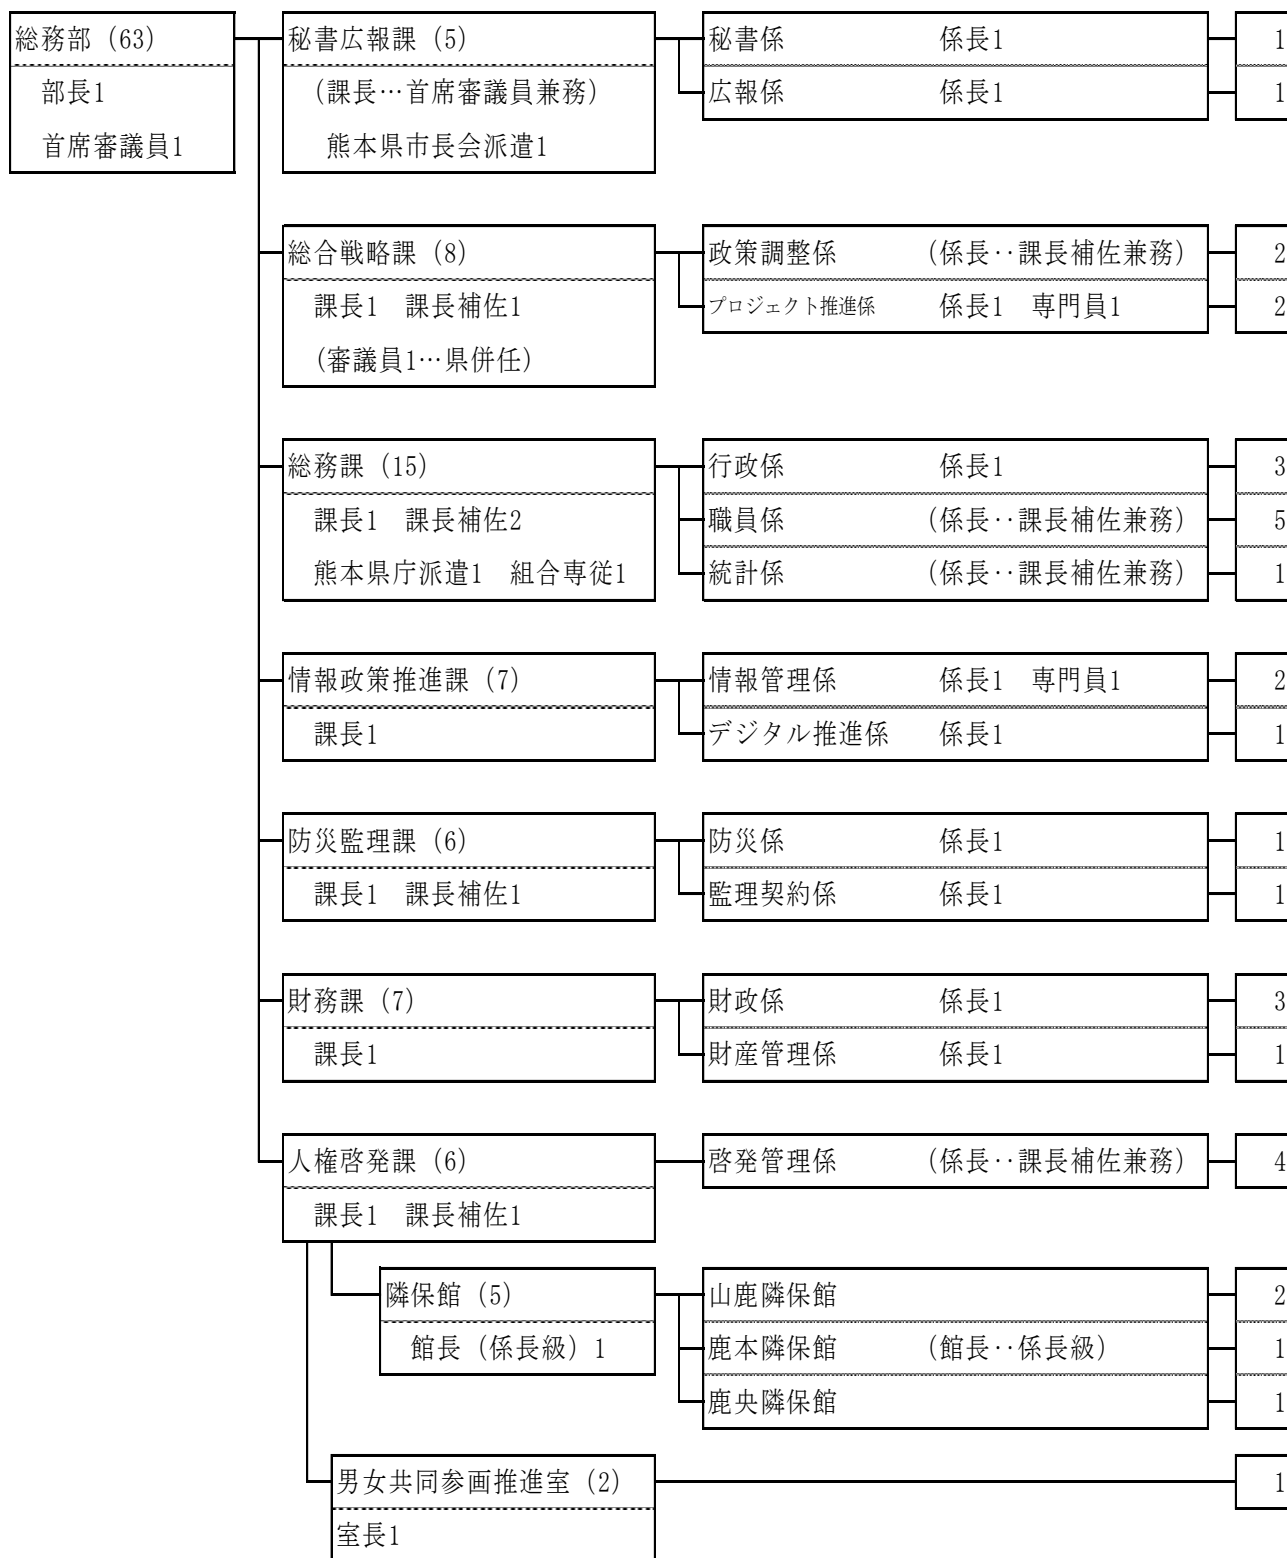 総務部（63）
部長1
首席審議員1
秘書広報課（5）
（課長…首席審議員兼務）
熊本県市長会派遣1
秘書係 係長1 1
広報係 係長1 1
総合戦略課（8）
課長1 課長補佐1
（審議員1…県併任）
政策調整係 （係長‥課長補佐兼務） 2
プロジェクト推進係 係長1 専門員1 2
総務課（15）
課長1 課長補佐2
熊本県庁派遣1 組合専従1
行政係 係長1 3
職員係 （係長‥課長補佐兼務） 5
統計係 （係長‥課長補佐兼務） 1
情報政策推進課（7）
課長1
情報管理係 係長1 専門員1 2
デジタル推進係 係長1 1
防災監理課（6）
課長1 課長補佐1
防災係 係長1 1
監理契約係 係長1 1
財務課（7）
課長1
財政係 係長1 3
財産管理係 係長1 1
人権啓発課（6）
課長1 課長補佐1
啓発管理係 （係長‥課長補佐兼務） 4
隣保館（5）
館長（係長級）1
山鹿隣保館 2
鹿本隣保館 （館長‥係長級） 1
鹿央隣保館 1
男女共同参画推進室（2） 1
室長1